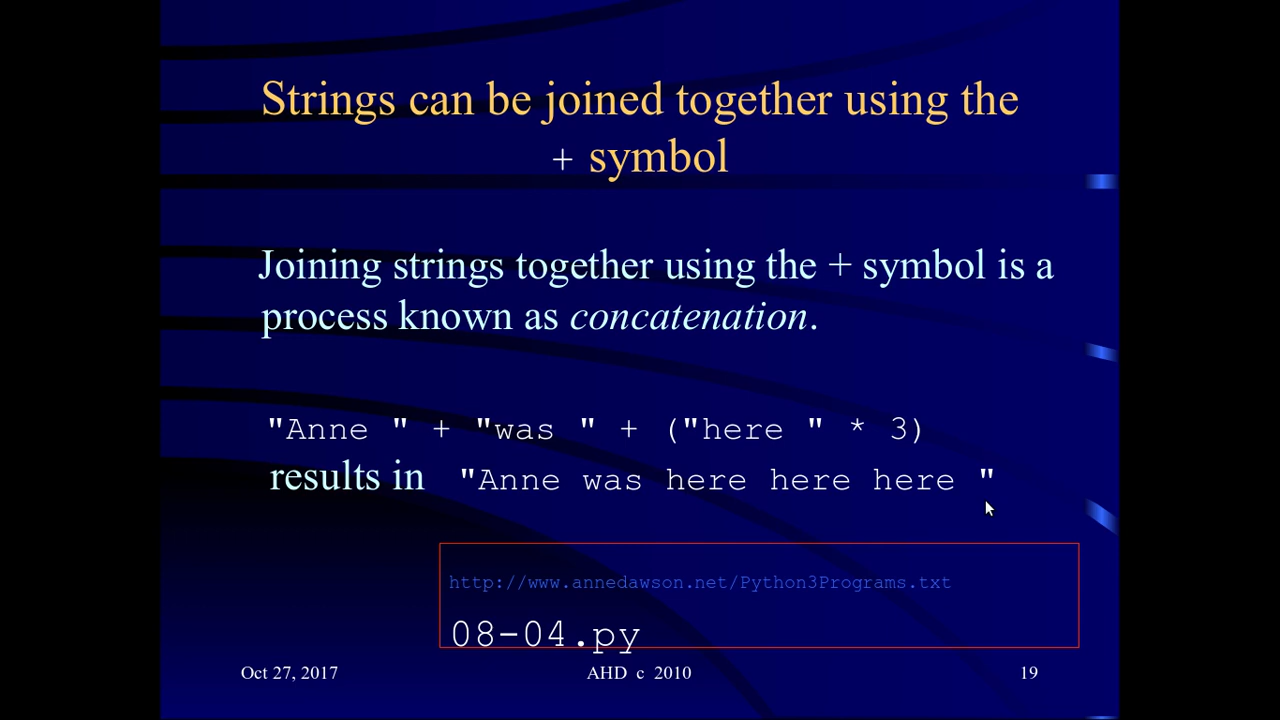 Strings can be joined together using the
+ symbol
Joining strings together using the + symbol is a
process known as concatenation.
"Anne " + "was " + ("here " * 3)
results in "Anne was here here here "
http://www.annedawson.net/Python3Programs.txt
08-04.py
Oct 27, 2017 AHD c 2010 19